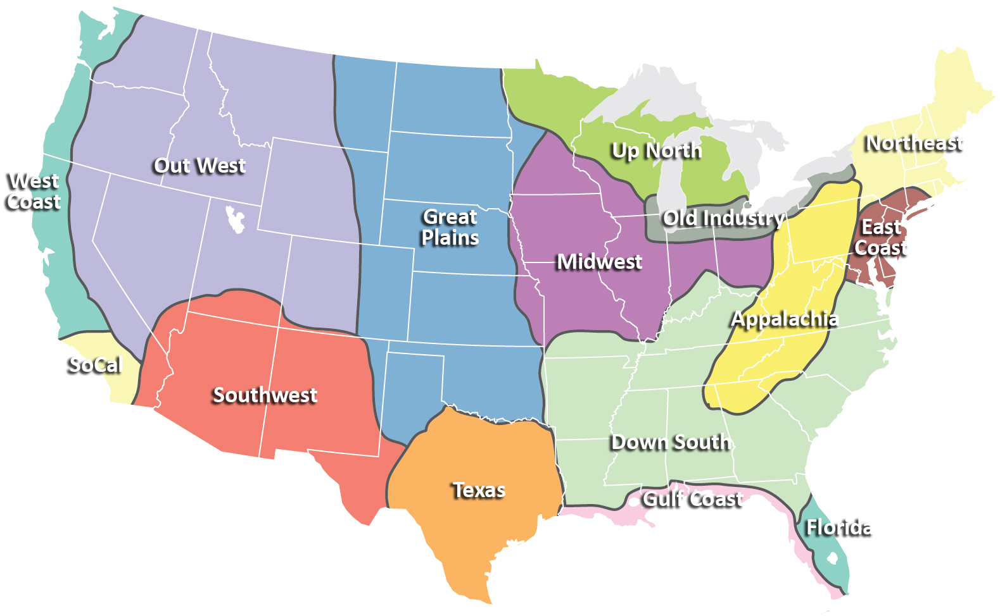 Northeast
Up North
Out West
West
Coast
Great
Plains
Old Industry
East
Coast
Midwest
Appalachia
SoCal
Southwest
Down South
Texas
Gulf Coast
Florida